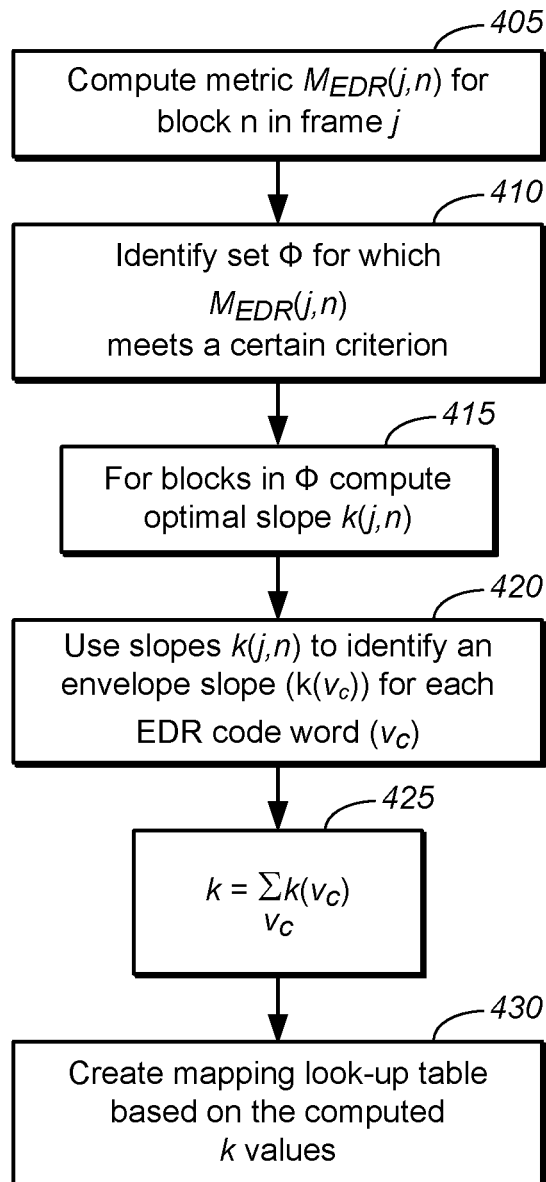 405
Compute metric M_EDR(j,n) for
block n in frame j
410
Identify set Φ for which
M_EDR(j,n)
meets a certain criterion
415
For blocks in Φ compute
optimal slope k(j,n)
420
Use slopes k(j,n) to identify an
envelope slope (k(v_c)) for each
EDR code word (v_c)
425
k = Σk(v_c)
v_c
430
Create mapping look-up table
based on the computed
k values